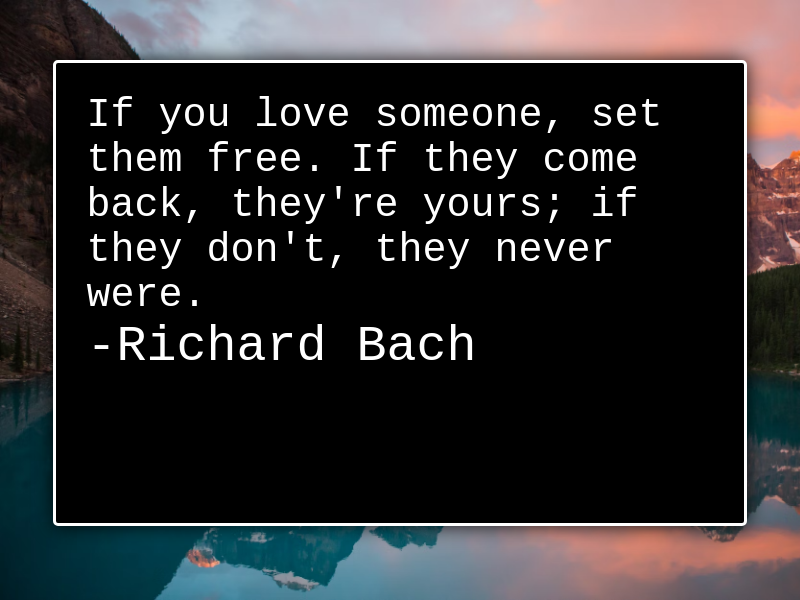 If you love someone, set
them free. If they come
back, they're yours; if
they don't, they never
were.
-Richard Bach